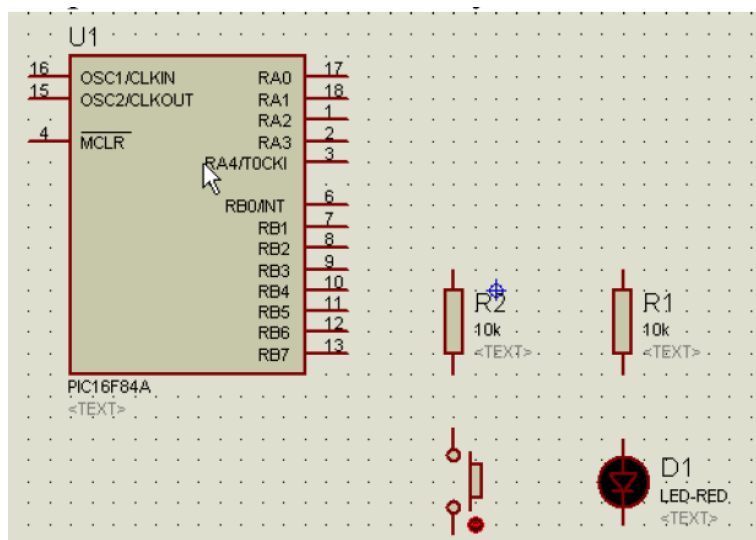 U1
16 OSC1/CLKIN RA0 17
15 OSC2/CLKOUT RA1 18
RA2 1
4 MCLR RA3 2
RA4/T0CKI 3
RB0/INT 6
RB1 7
RB2 8
RB3 9
RB4 10
RB5 11
RB6 12
RB7 13
PIC16F84A
<TEXT>
R2
10k
<TEXT>
R1
10k
<TEXT>
D1
LED-RED
<TEXT>